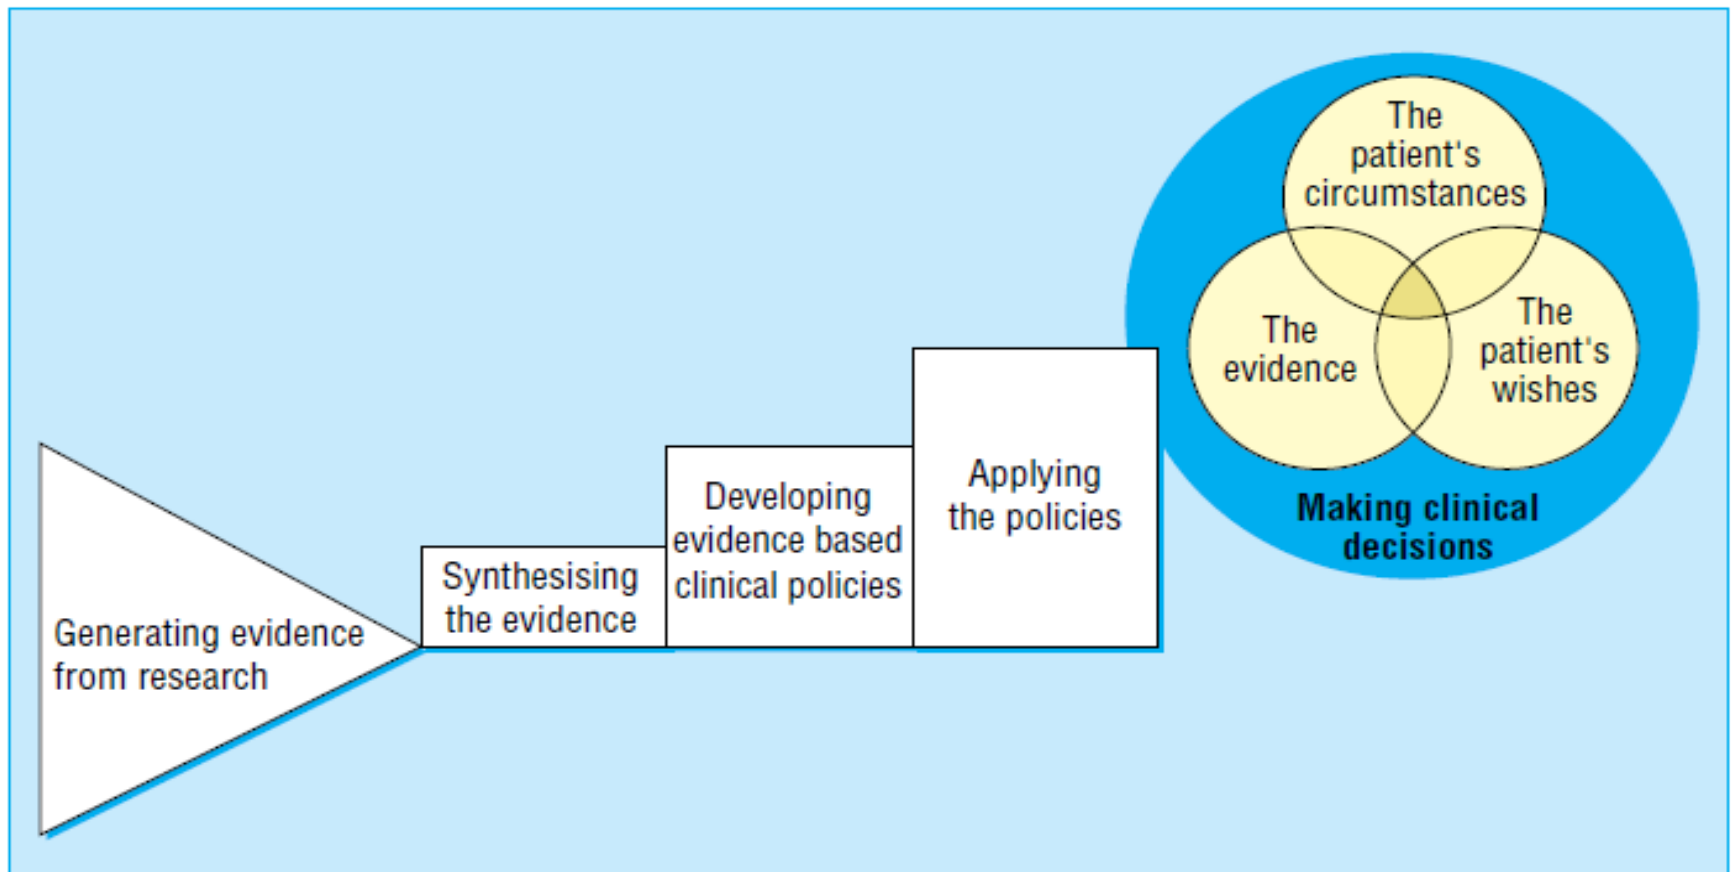 Generating evidence
from research
Synthesising
the evidence
Developing
evidence based
clinical policies
Applying
the policies
The
patient's
circumstances
The
evidence
The
patient's
wishes
Making clinical
decisions